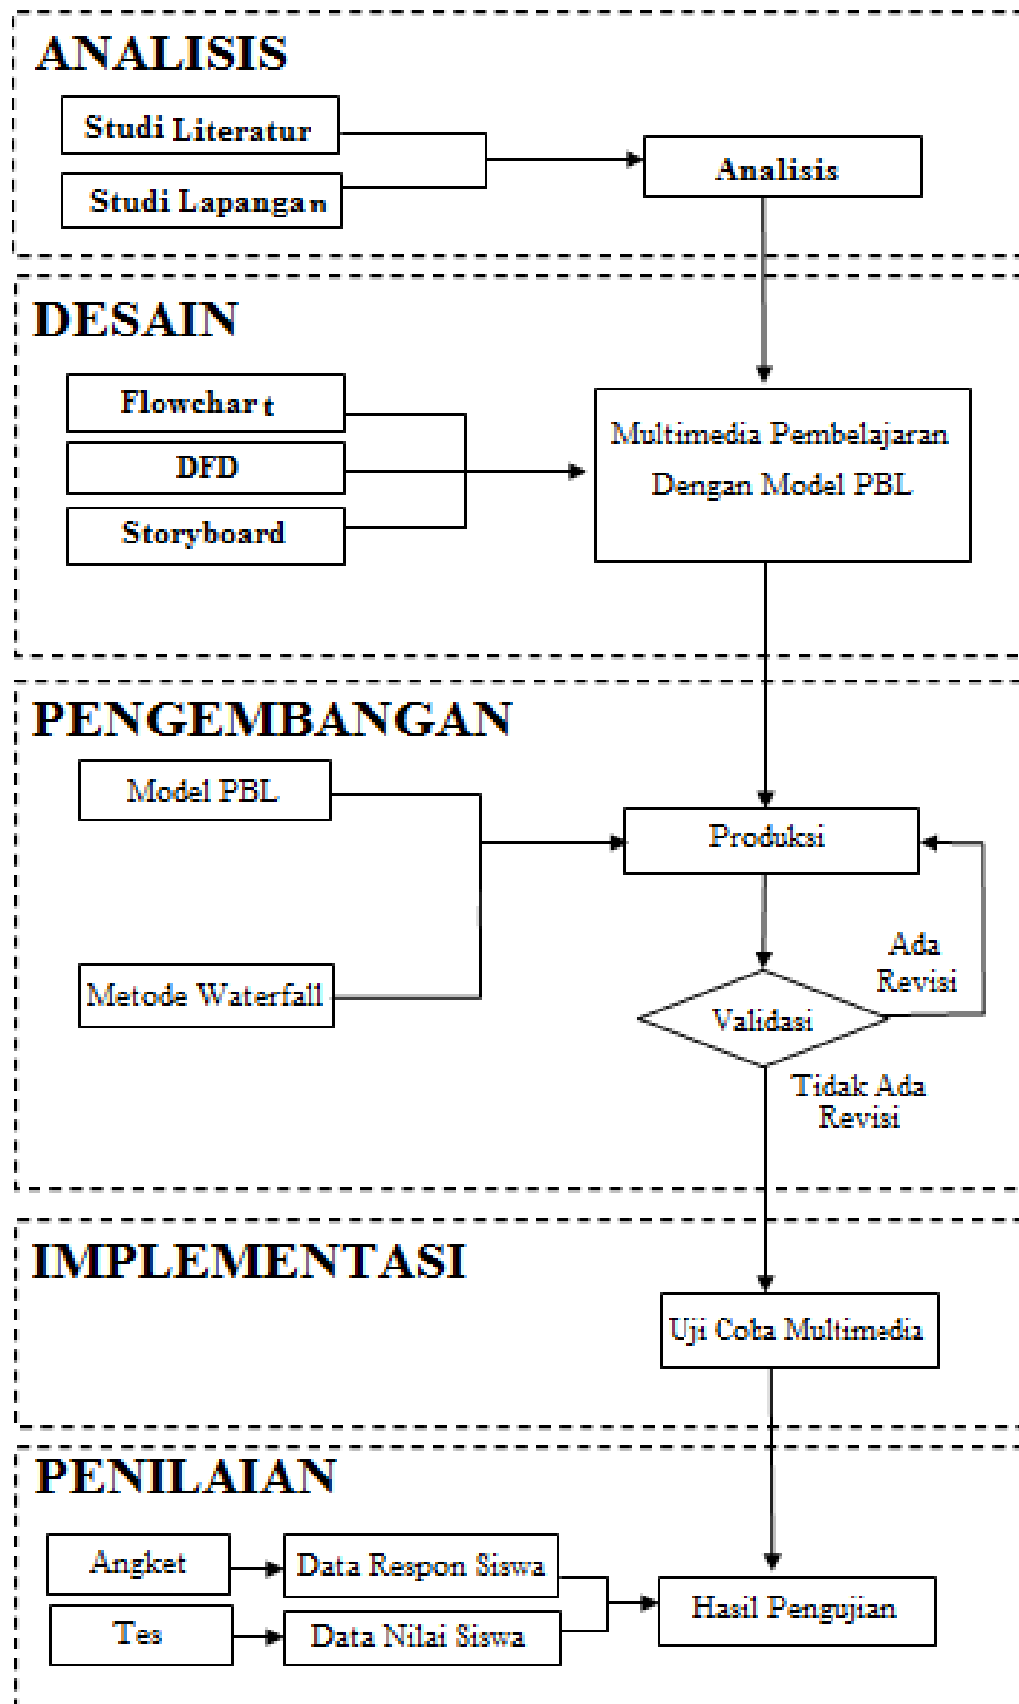 ANALISIS
Studi Literatur
Studi Lapangan
Analisis
DESAIN
Flowchart
DFD
Storyboard
Multimedia Pembelajaran
Dengan Model PBL
PENGEMBANGAN
Model PBL
Metode Waterfall
Produksi
Ada
Revisi
Validasi
Tidak Ada
Revisi
IMPLEMENTASI
Uji Coba Multimedia
PENILAIAN
Angket
Data Respon Siswa
Tes
Data Nilai Siswa
Hasil Pengujian